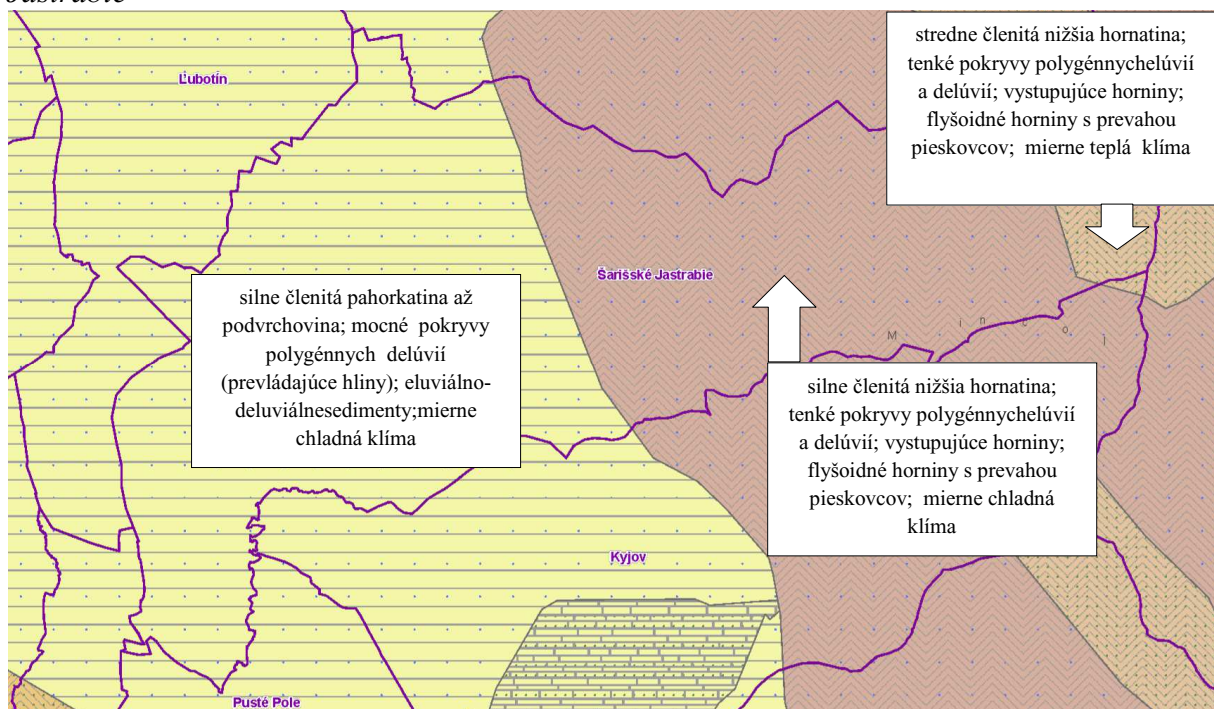 Jastrabie
stredne členitá nižšia hornatina;
tenké pokryvy polygénnychelúvií
a delúvií; vystupujúce horniny;
flyšoidné horniny s prevahou
pieskovcov; mierne teplá klíma
Ľubotín
Šarišské Jastrabie
silne členitá pahorkatina až
podvrchovina; mocné pokryvy
polygénnych delúvií
(prevládajúce hliny); eluviálno-
deluviálnesedimenty;mierne
chladná klíma
M i n c o l
silne členitá nižšia hornatina;
tenké pokryvy polygénnychelúvií
a delúvií; vystupujúce horniny;
flyšoidné horniny s prevahou
pieskovcov; mierne chladná
klíma
Kyjov
Pusté Pole